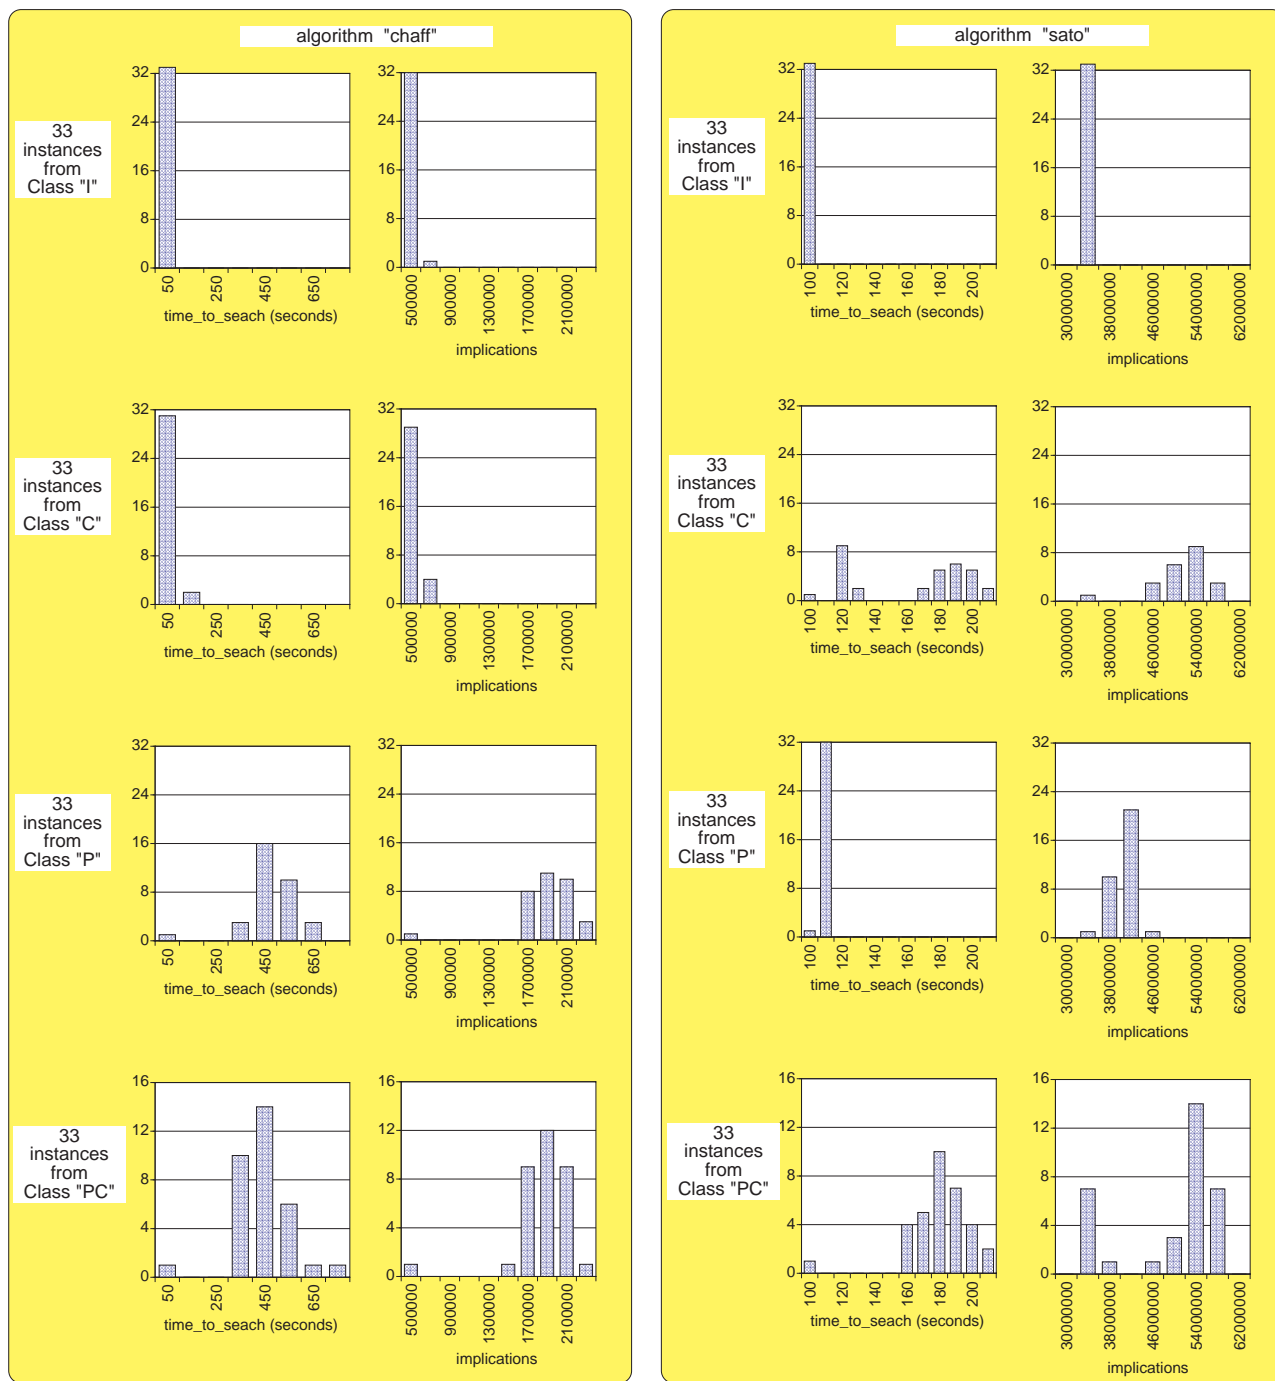 algorithm "chaff"
33
instances
from
Class "I"
32
24
16
8
0
50 250 450 650
time_to_seach (seconds)
32
24
16
8
0
500000 900000 1300000 1700000 2100000
implications
33
instances
from
Class "C"
32
24
16
8
0
50 250 450 650
time_to_seach (seconds)
32
24
16
8
0
500000 900000 1300000 1700000 2100000
implications
33
instances
from
Class "P"
32
24
16
8
0
50 250 450 650
time_to_seach (seconds)
32
24
16
8
0
500000 900000 1300000 1700000 2100000
implications
33
instances
from
Class "PC"
16
12
8
4
0
50 250 450 650
time_to_seach (seconds)
16
12
8
4
0
500000 900000 1300000 1700000 2100000
implications
algorithm "sato"
33
instances
from
Class "I"
32
24
16
8
0
100 120 140 160 180 200
time_to_seach (seconds)
32
24
16
8
0
30000000 38000000 46000000 54000000 62000000
implications
33
instances
from
Class "C"
32
24
16
8
0
100 120 140 160 180 200
time_to_seach (seconds)
32
24
16
8
0
30000000 38000000 46000000 54000000 62000000
implications
33
instances
from
Class "P"
32
24
16
8
0
100 120 140 160 180 200
time_to_seach (seconds)
32
24
16
8
0
30000000 38000000 46000000 54000000 62000000
implications
33
instances
from
Class "PC"
16
12
8
4
0
100 120 140 160 180 200
time_to_seach (seconds)
16
12
8
4
0
30000000 38000000 46000000 54000000 62000000
implications